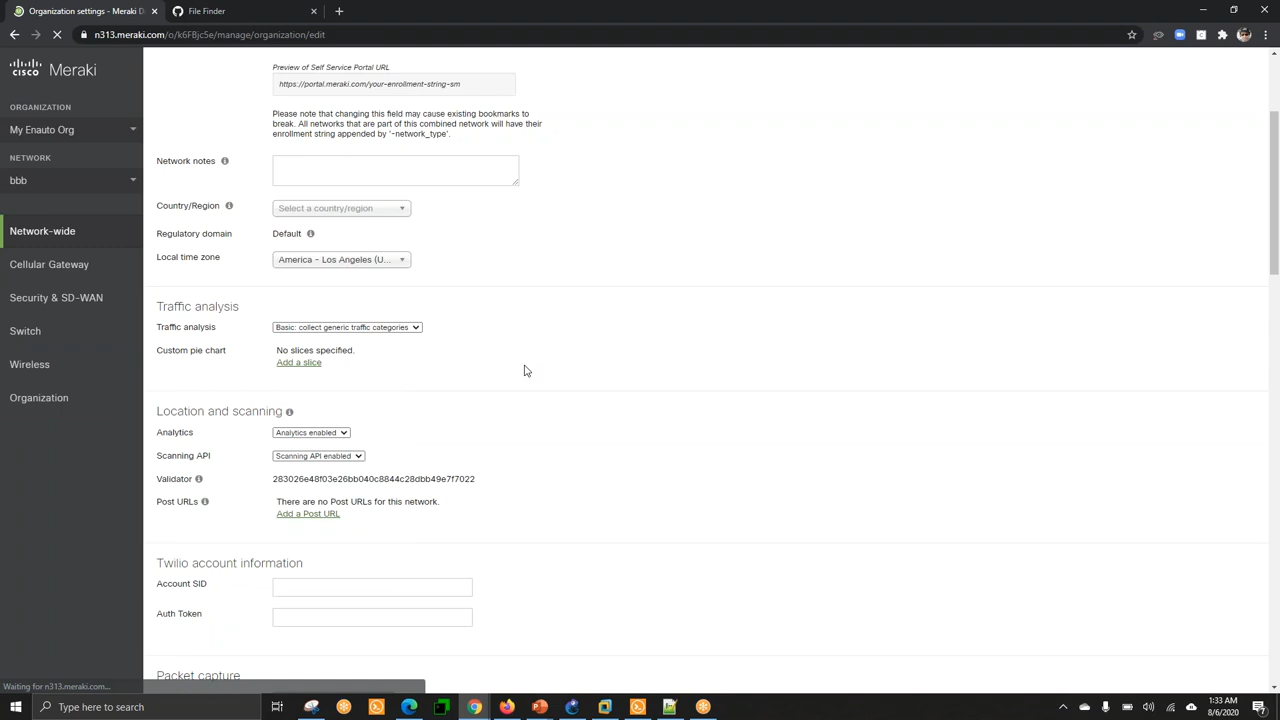 Organization settings - Meraki D
File Finder
n313.meraki.com/o/k6F8jc5e/manage/organization/edit
CISCO Meraki
ORGANIZATION
My Enauto Org
NETWORK
bbb
Network-wide
Cellular Gateway
Security & SD-WAN
Switch
Wireless
Organization
Preview of Self Service Portal URL
https://portal.meraki.com/your-enrollment-string-sm
Please note that changing this field may cause existing bookmarks to
break. All networks that are part of this combined network will have their
enrollment string appended by '-network_type'.
Network notes
Country/Region
Select a country/region
Regulatory domain
Default
Local time zone
America - Los Angeles (U...
Traffic analysis
Traffic analysis
Basic: collect generic traffic categories
Custom pie chart
No slices specified.
Add a slice
Location and scanning
Analytics
Analytics enabled
Scanning API
Scanning API enabled
Validator
283026e48f03e26bb040c8844c28dbb49e7f7022
Post URLs
There are no Post URLs for this network.
Add a Post URL
Twilio account information
Account SID
Auth Token
Packet capture
Waiting for n313.meraki.com...
Type here to search
1:33 AM
8/6/2020